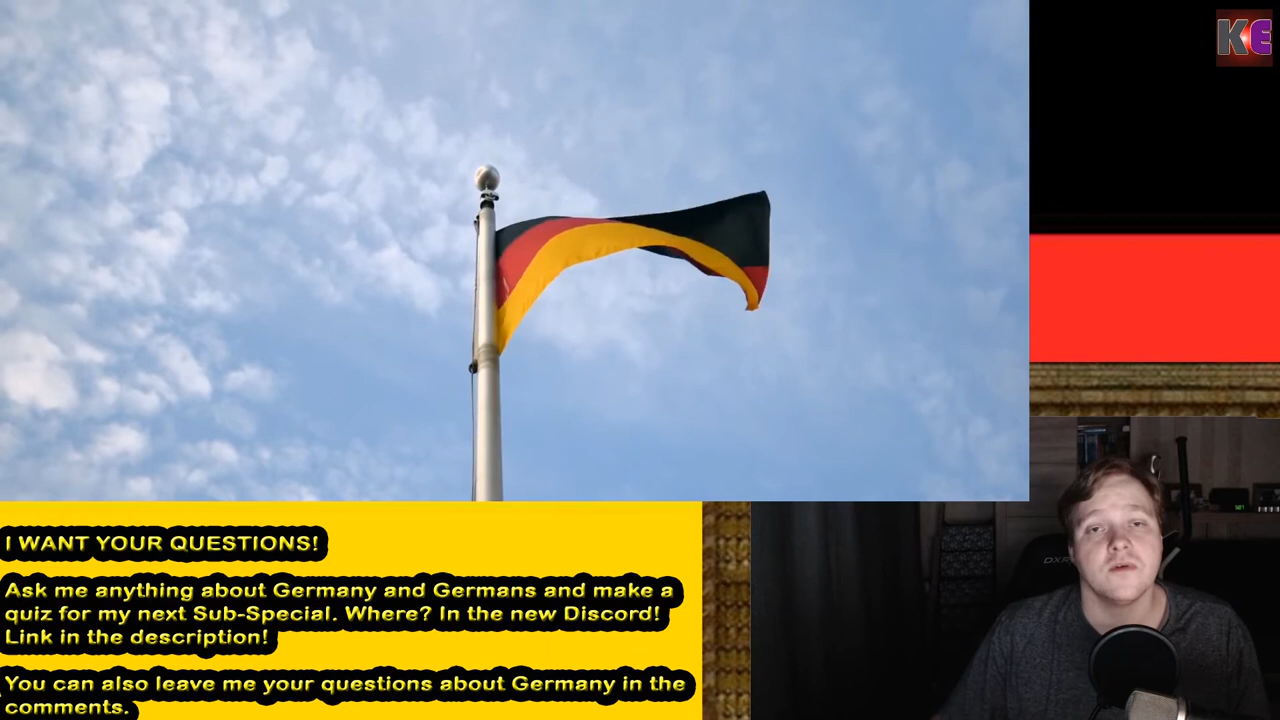 KE
I WANT YOUR QUESTIONS!
Ask me anything about Germany and Germans and make a
quiz for my next Sub-Special. Where? In the new Discord!
Link in the description!
You can also leave me your questions about Germany in the
comments.
DXR